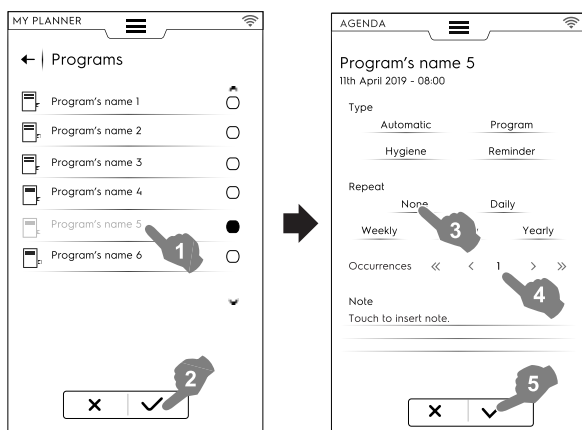 MY PLANNER
Programs
Program's name 1
Program's name 2
Program's name 3
Program's name 4
Program's name 5
Program's name 6
1
2
AGENDA
Program's name 5
11th April 2019 - 08:00
Type
Automatic Program
Hygiene Reminder
Repeat
None Daily
Weekly Yearly
3
Occurrences « < 1 > »
4
Note
Touch to insert note.
5